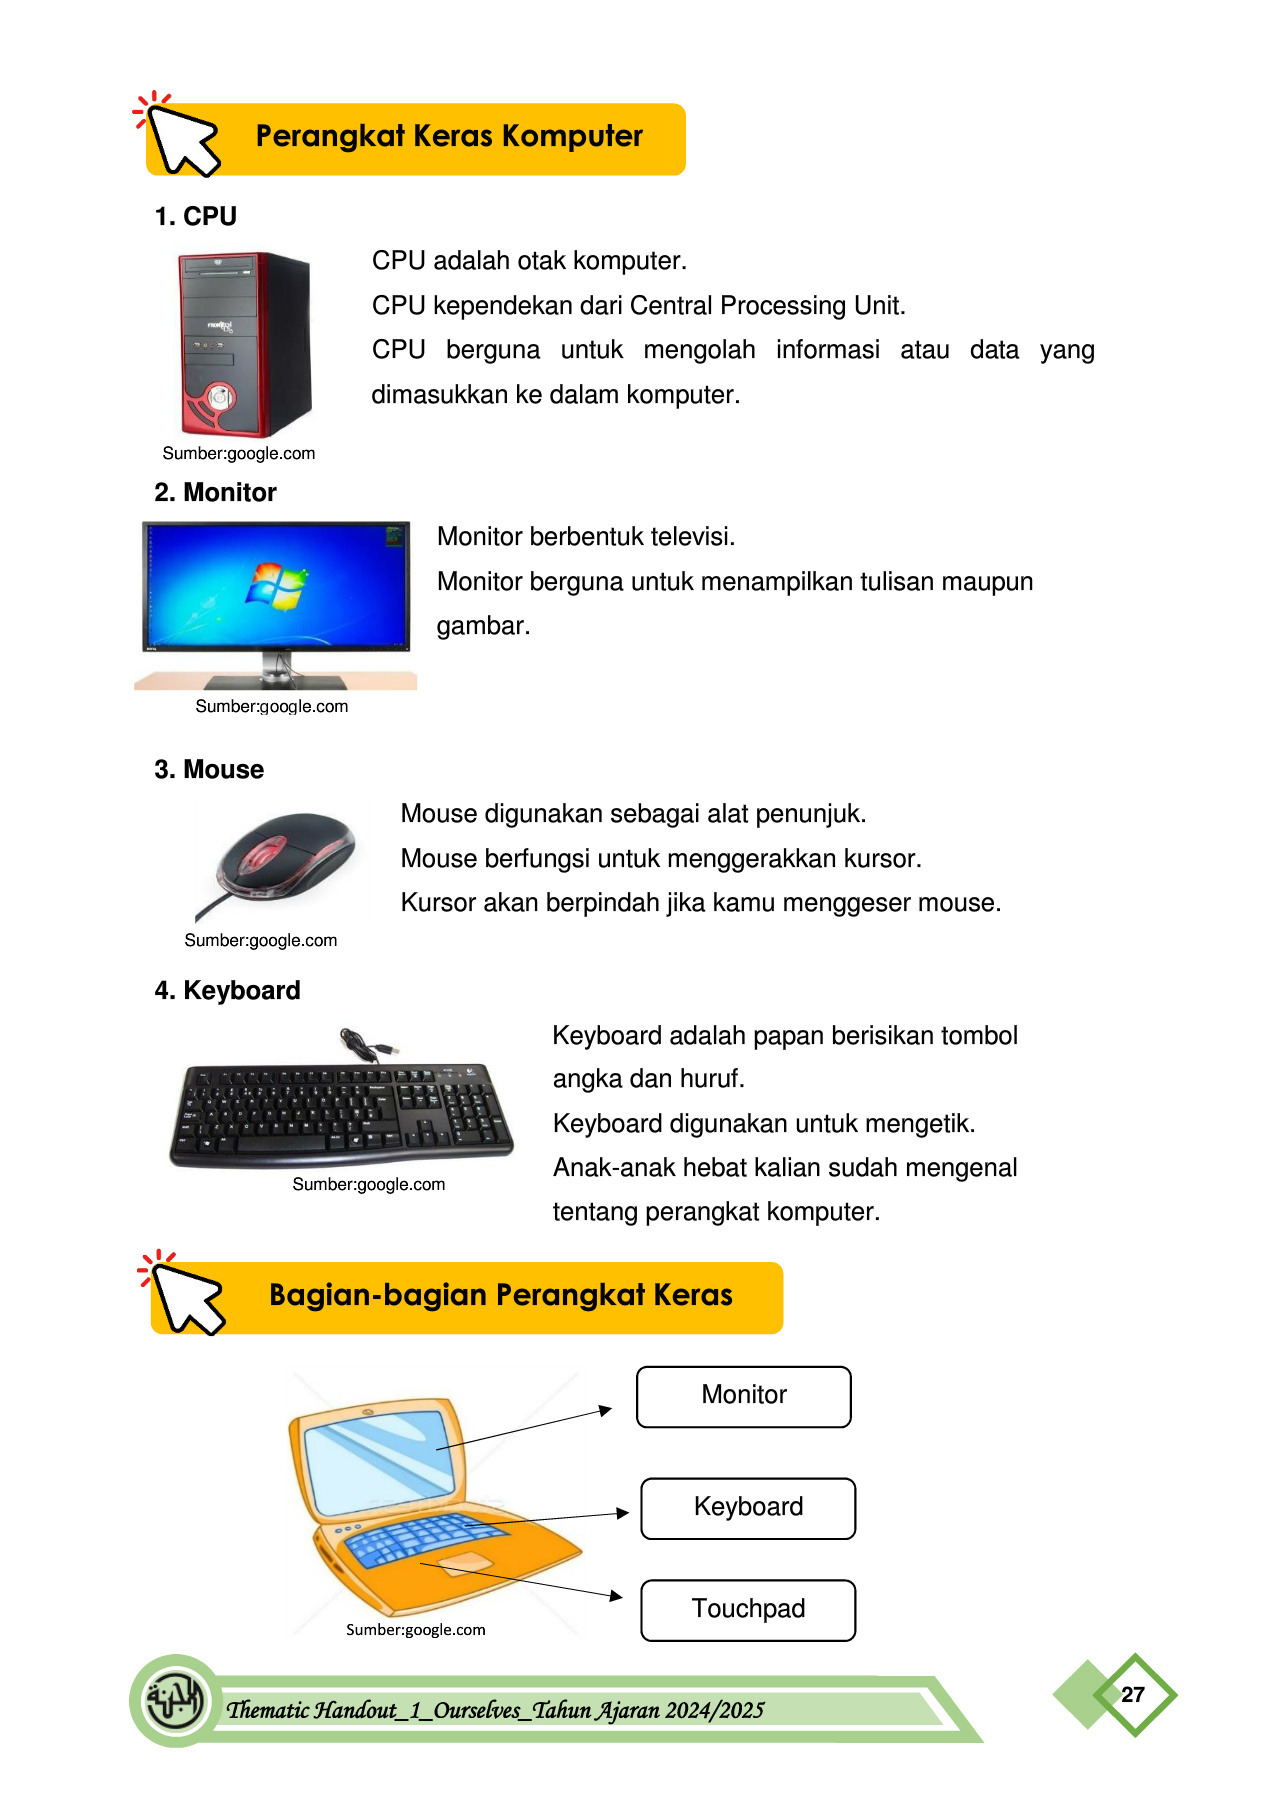 Perangkat Keras Komputer
1. CPU
CPU adalah otak komputer.
CPU kependekan dari Central Processing Unit.
CPU berguna untuk mengolah informasi atau data yang
dimasukkan ke dalam komputer.
Sumber:google.com
2. Monitor
Monitor berbentuk televisi.
Monitor berguna untuk menampilkan tulisan maupun
gambar.
Sumber:google.com
3. Mouse
Mouse digunakan sebagai alat penunjuk.
Mouse berfungsi untuk menggerakkan kursor.
Kursor akan berpindah jika kamu menggeser mouse.
Sumber:google.com
4. Keyboard
Keyboard adalah papan berisikan tombol
angka dan huruf.
Keyboard digunakan untuk mengetik.
Anak-anak hebat kalian sudah mengenal
tentang perangkat komputer.
Sumber:google.com
Bagian-bagian Perangkat Keras
Monitor
Keyboard
Touchpad
Sumber:google.com
Thematic Handout_1_Ourselves_Tahun Ajaran 2024/2025
27